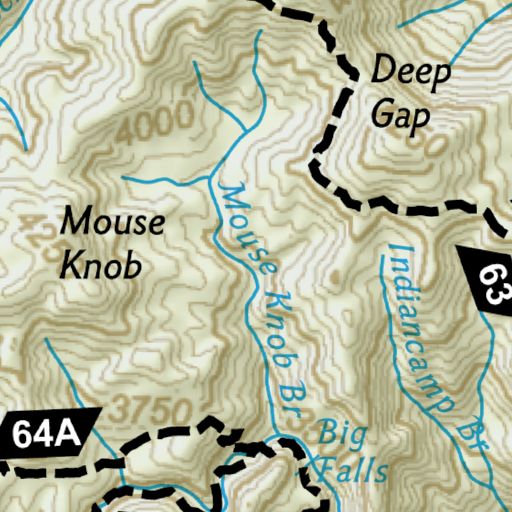 Deep
Gap
4000
Mouse
Knob
Mouse Knob Br
Indiancamp Br
63
3750
64A
Big
Falls